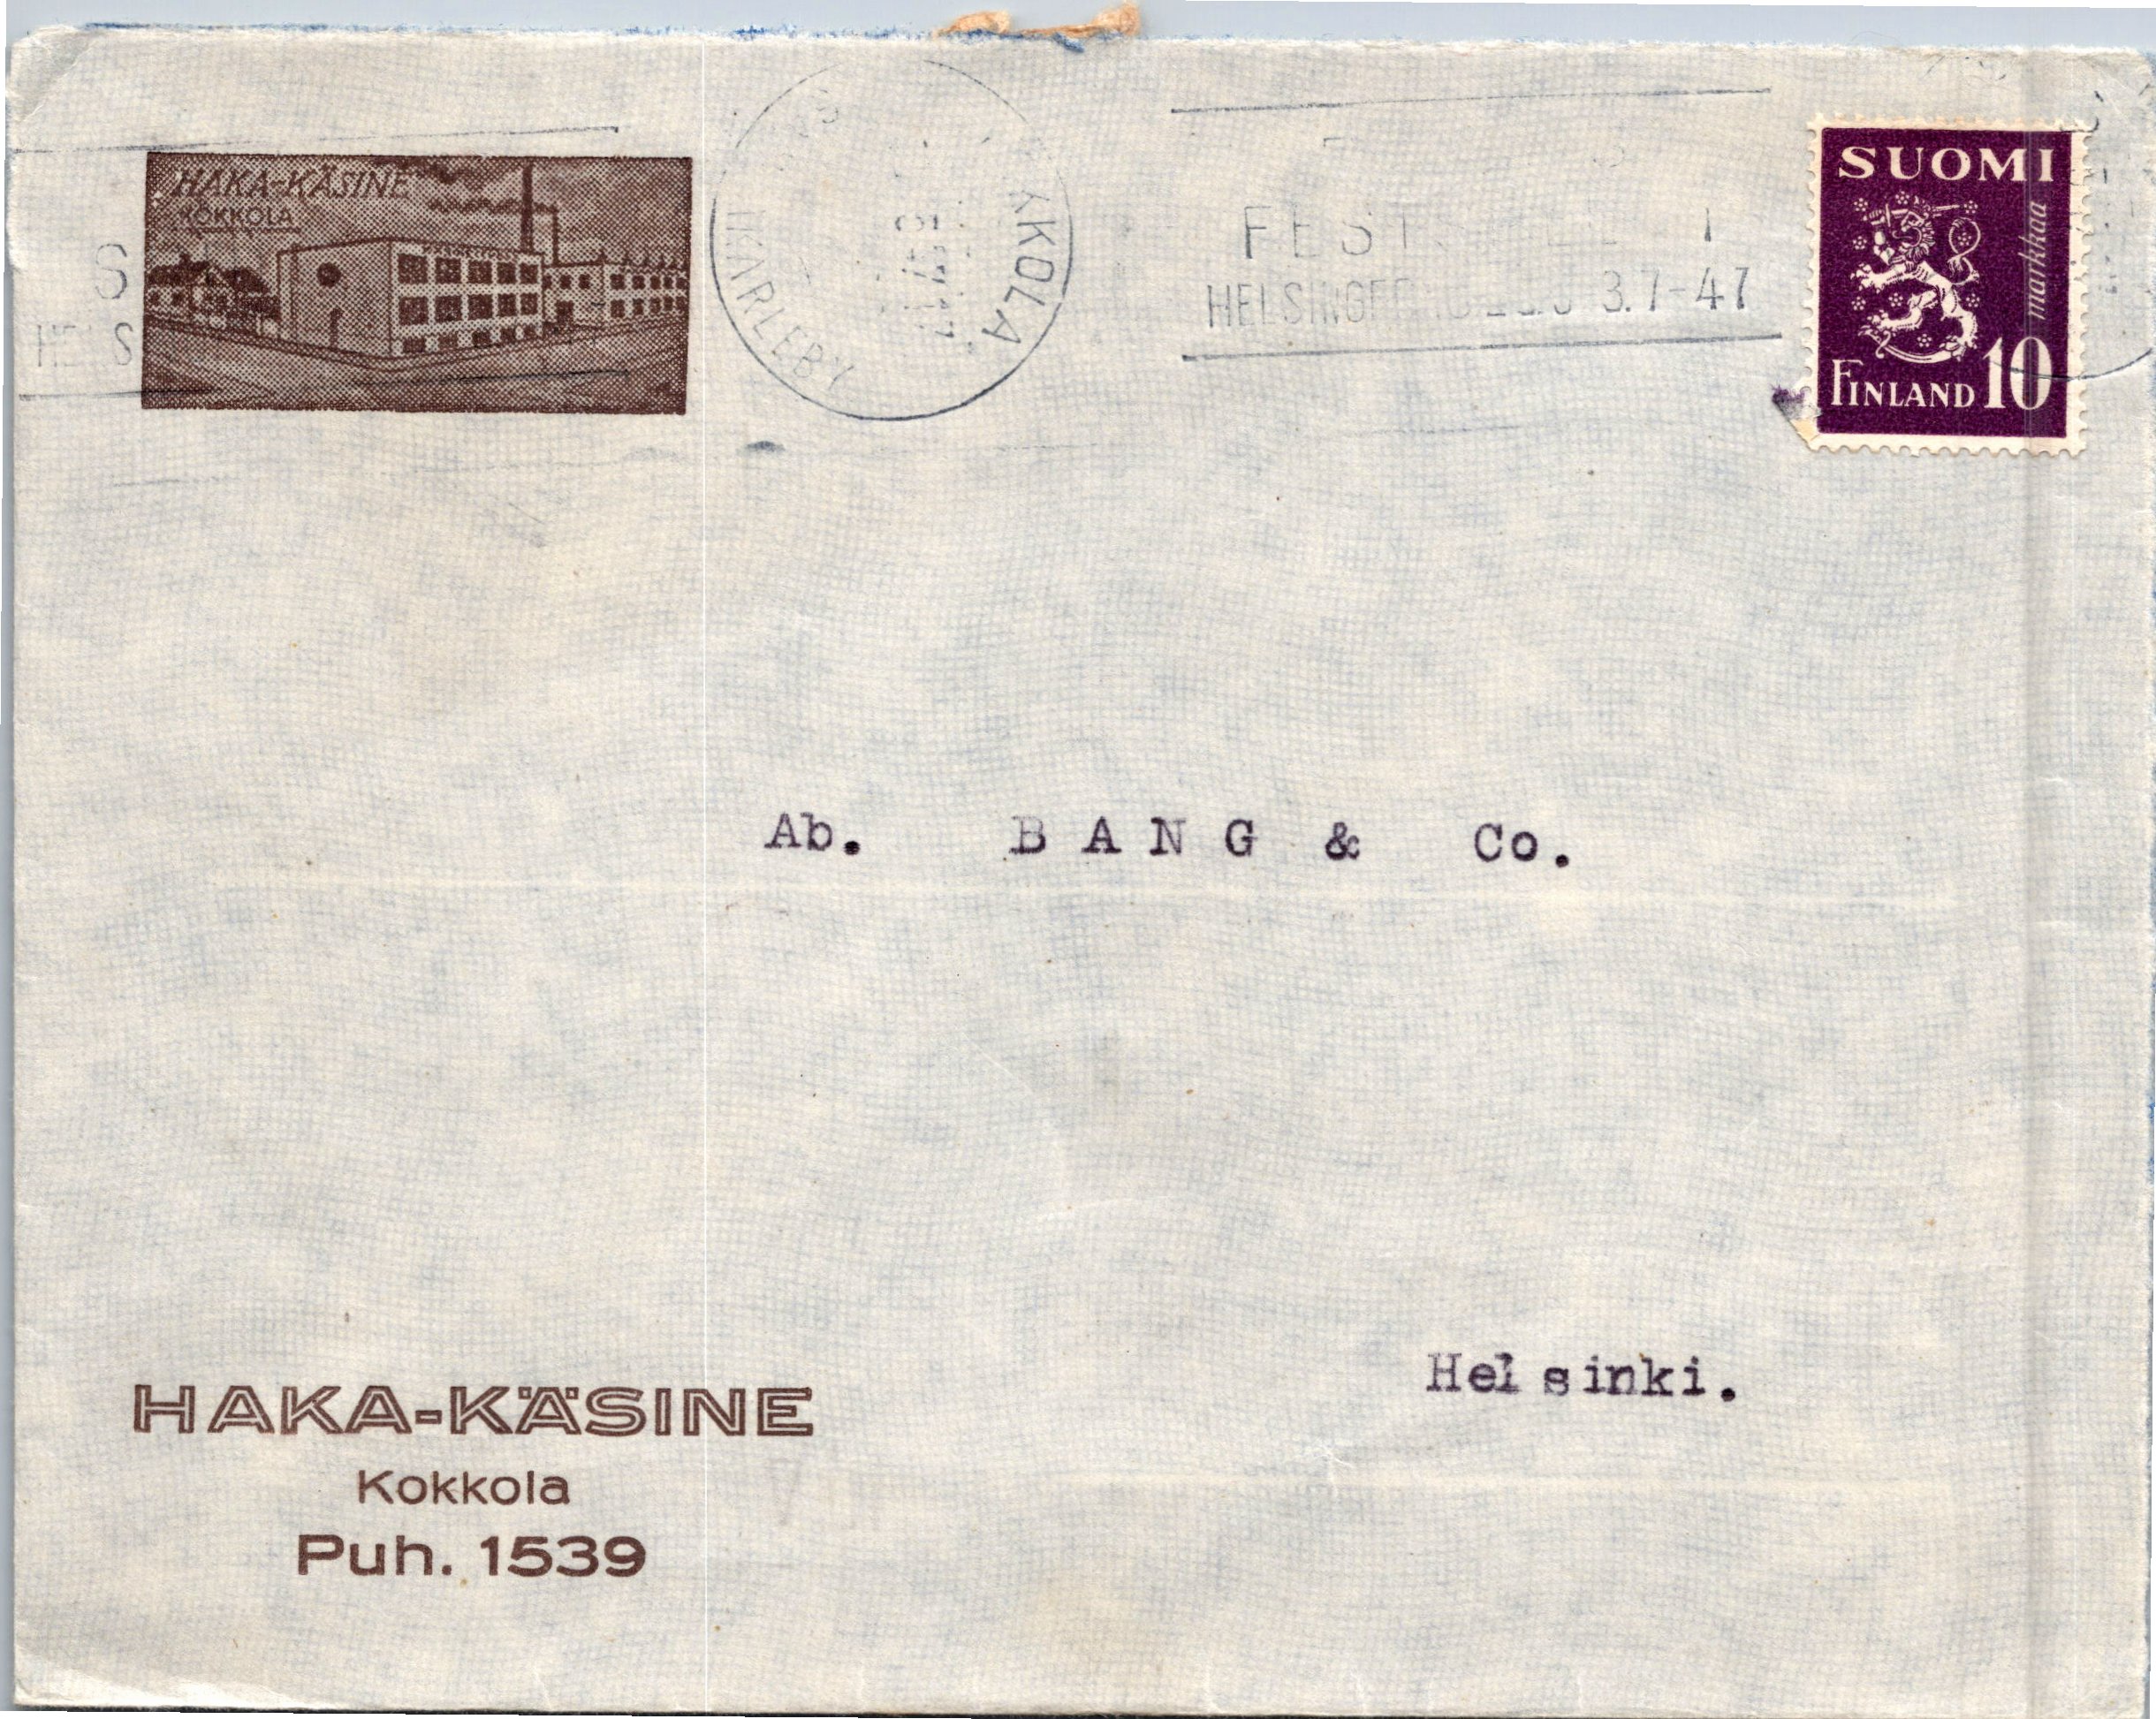 HAKA-KÄSINE
KOKKOLA
KARLEBY
3.7-47
SUOMI
markkaa
FINLAND 10
Ab. BANG & Co.
Helsinki.
HAKA-KÄSINE
Kokkola
Puh. 1539